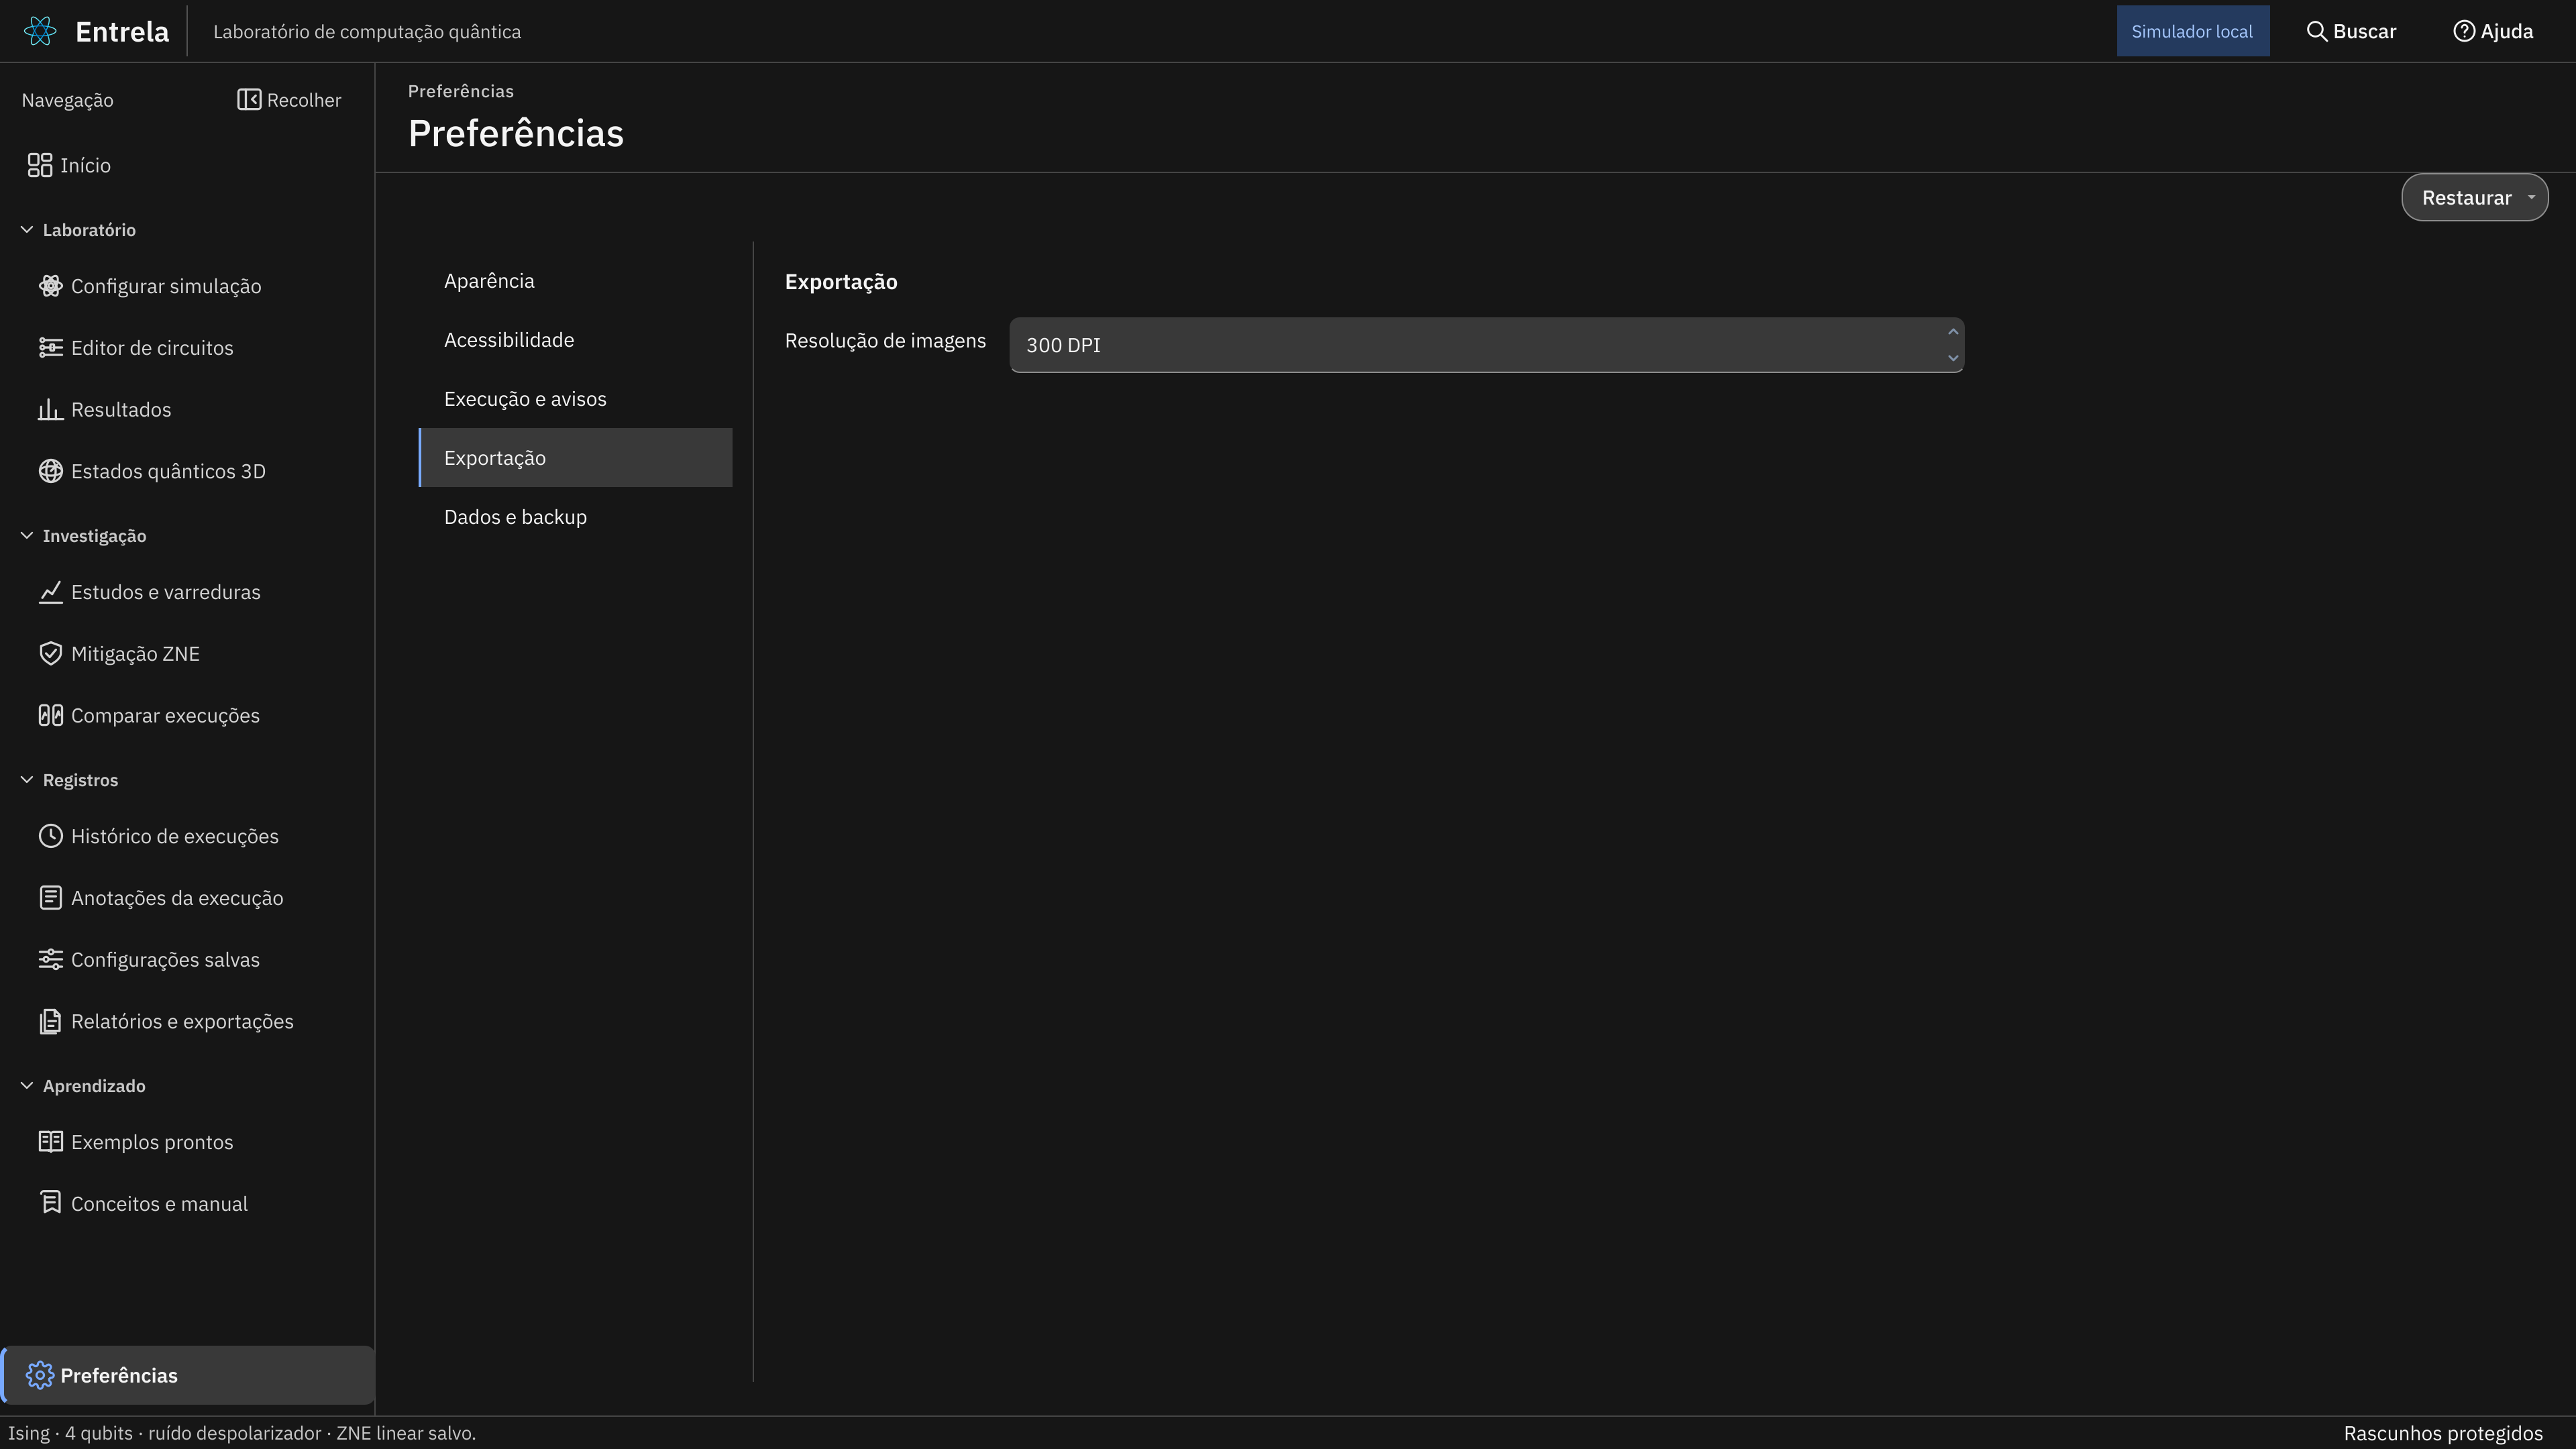 Entrela
Laboratório de computação quântica
Simulador local
Buscar
Ajuda
Navegação
Recolher
Início
Laboratório
Configurar simulação
Editor de circuitos
Resultados
Estados quânticos 3D
Investigação
Estudos e varreduras
Mitigação ZNE
Comparar execuções
Registros
Histórico de execuções
Anotações da execução
Configurações salvas
Relatórios e exportações
Aprendizado
Exemplos prontos
Conceitos e manual
Preferências
Preferências
Preferências
Restaurar
Aparência
Acessibilidade
Execução e avisos
Exportação
Dados e backup
Exportação
Resolução de imagens
300 DPI
Ising · 4 qubits · ruído despolarizador · ZNE linear salvo.
Rascunhos protegidos